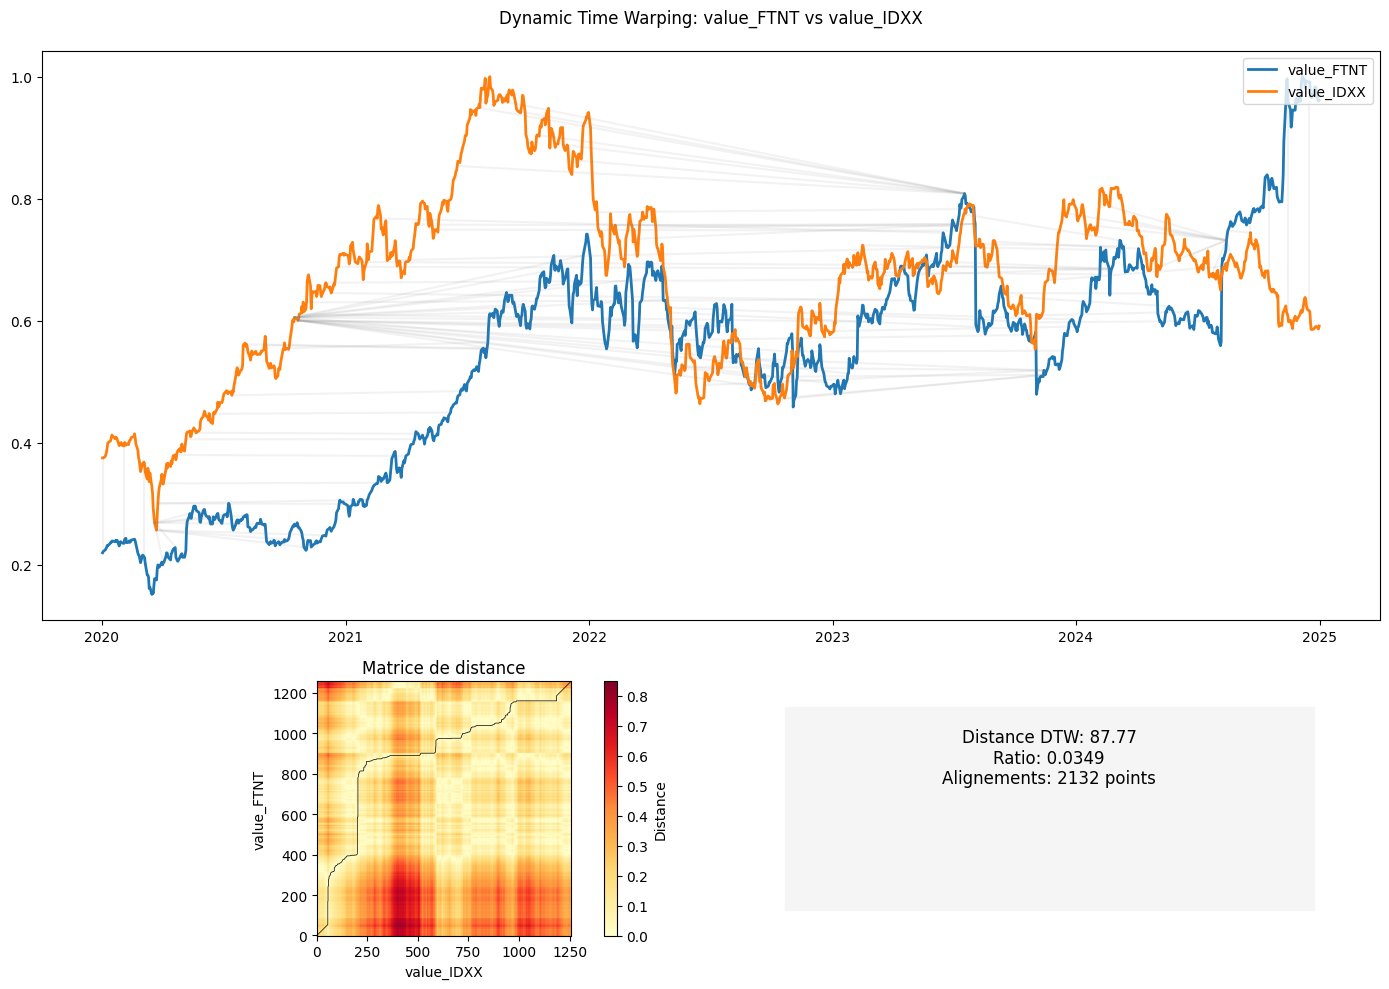 Dynamic Time Warping: value_FTNT vs value_IDXX
value_FTNT
value_IDXX
1.0
0.8
0.6
0.4
0.2
2020 2021 2022 2023 2024 2025
Matrice de distance
value_FTNT
1200
1000
800
600
400
200
0
0 250 500 750 1000 1250
value_IDXX
0.8
0.7
0.6
0.5
0.4
0.3
0.2
0.1
0.0
Distance
Distance DTW: 87.77
Ratio: 0.0349
Alignements: 2132 points